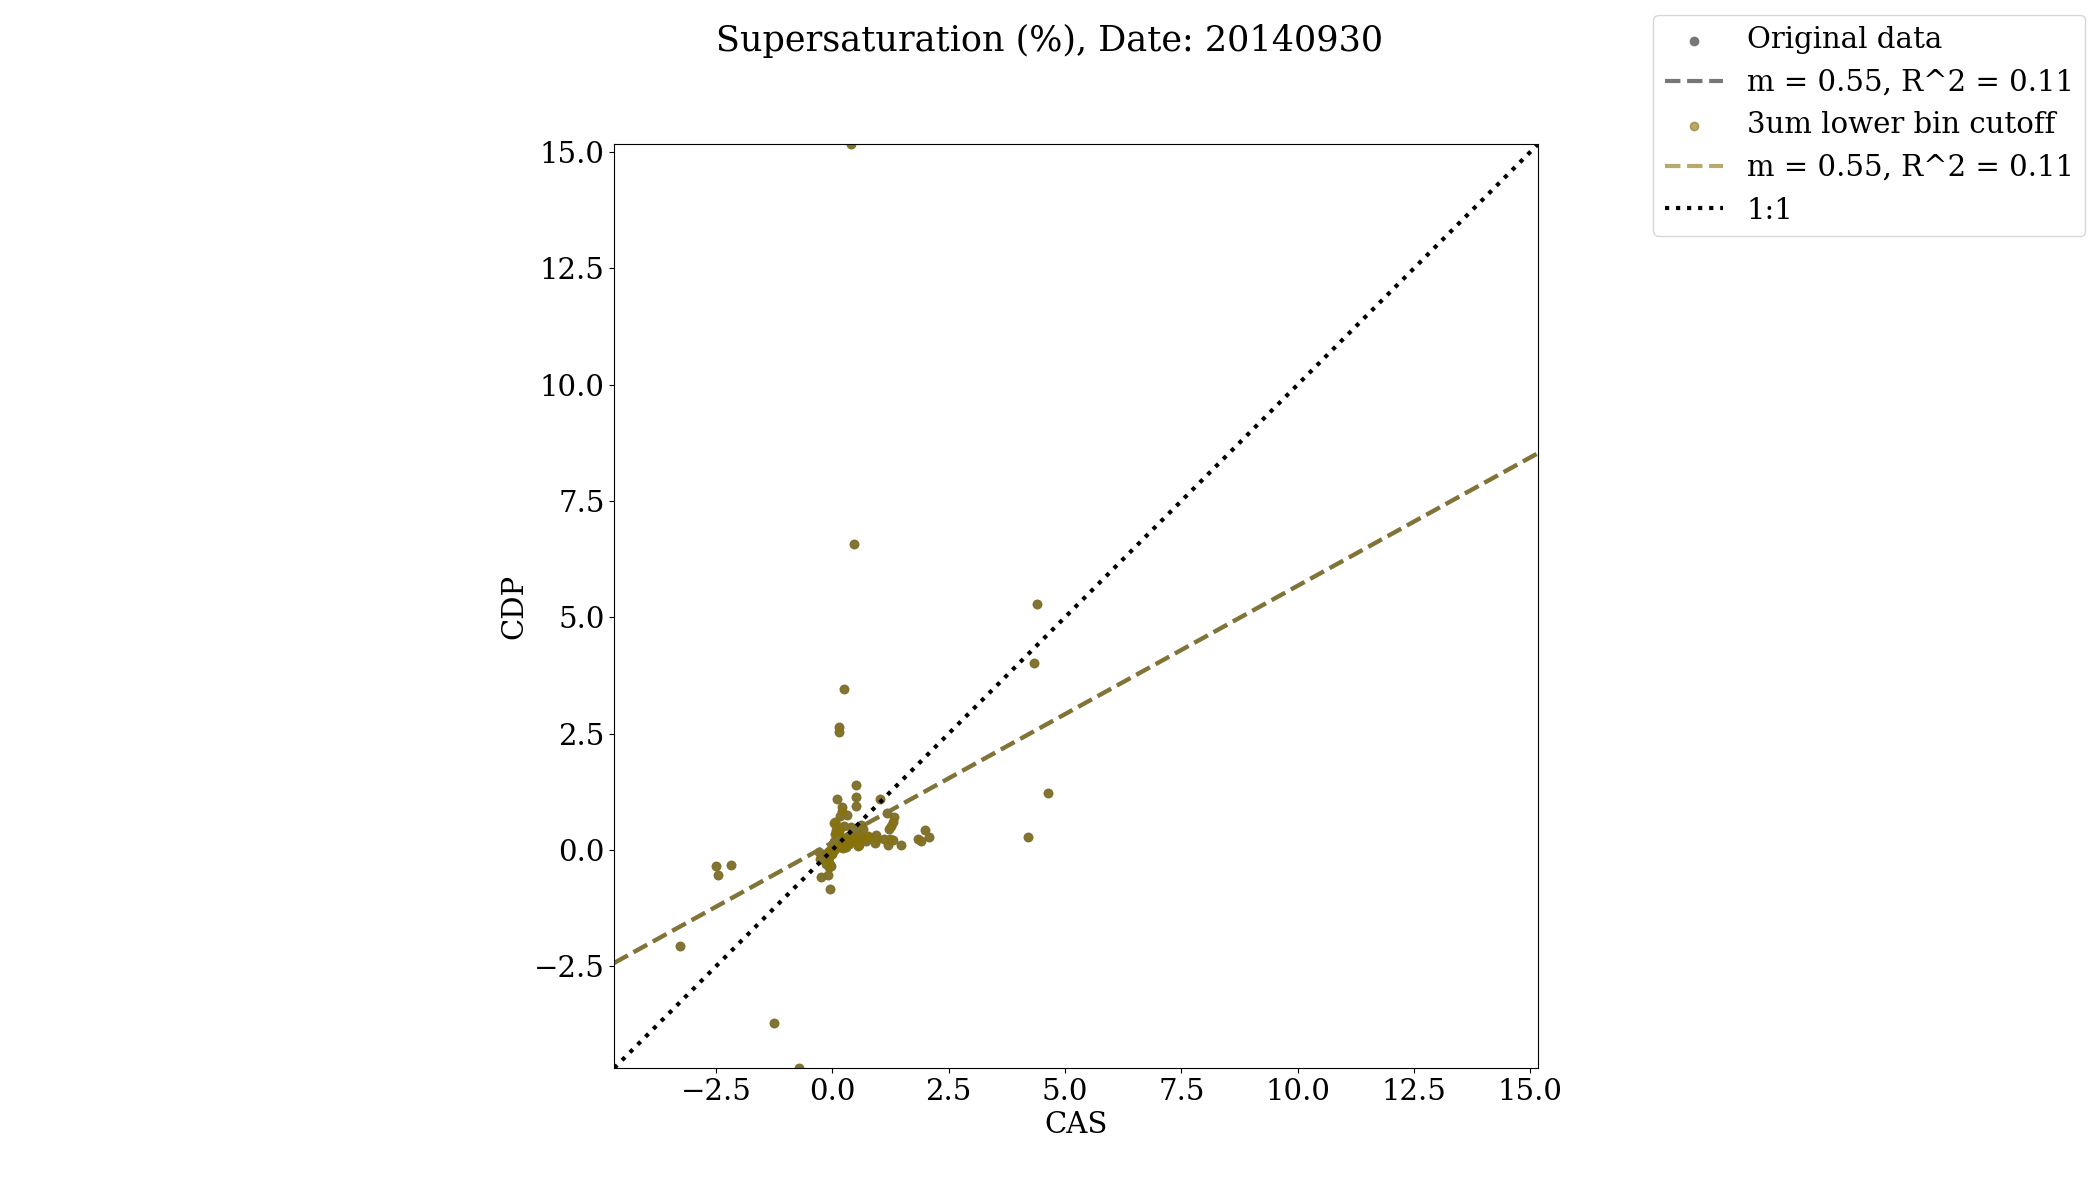 Supersaturation (%), Date: 20140930
Original data
m = 0.55, R^2 = 0.11
3um lower bin cutoff
m = 0.55, R^2 = 0.11
1:1
15.0
12.5
10.0
7.5
5.0
2.5
0.0
−2.5
CDP
−2.5 0.0 2.5 5.0 7.5 10.0 12.5 15.0
CAS